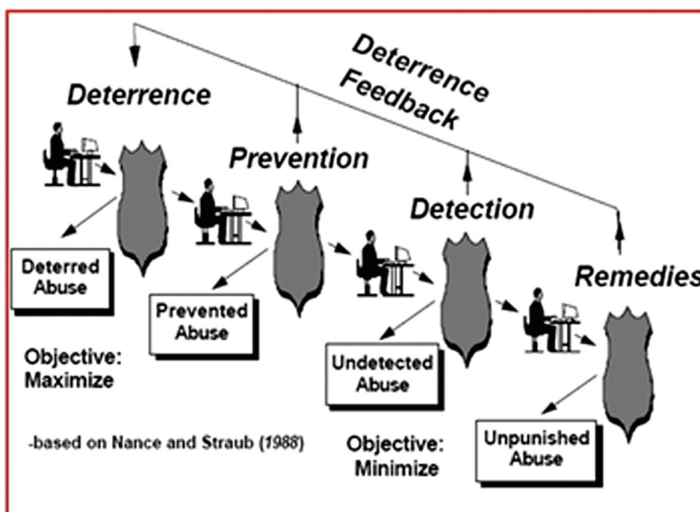 Deterrence
Feedback
Deterrence
Prevention
Detection
Remedies
Deterred
Abuse
Prevented
Abuse
Objective:
Maximize
Undetected
Abuse
-based on Nance and Straub (1988)
Objective:
Minimize
Unpunished
Abuse